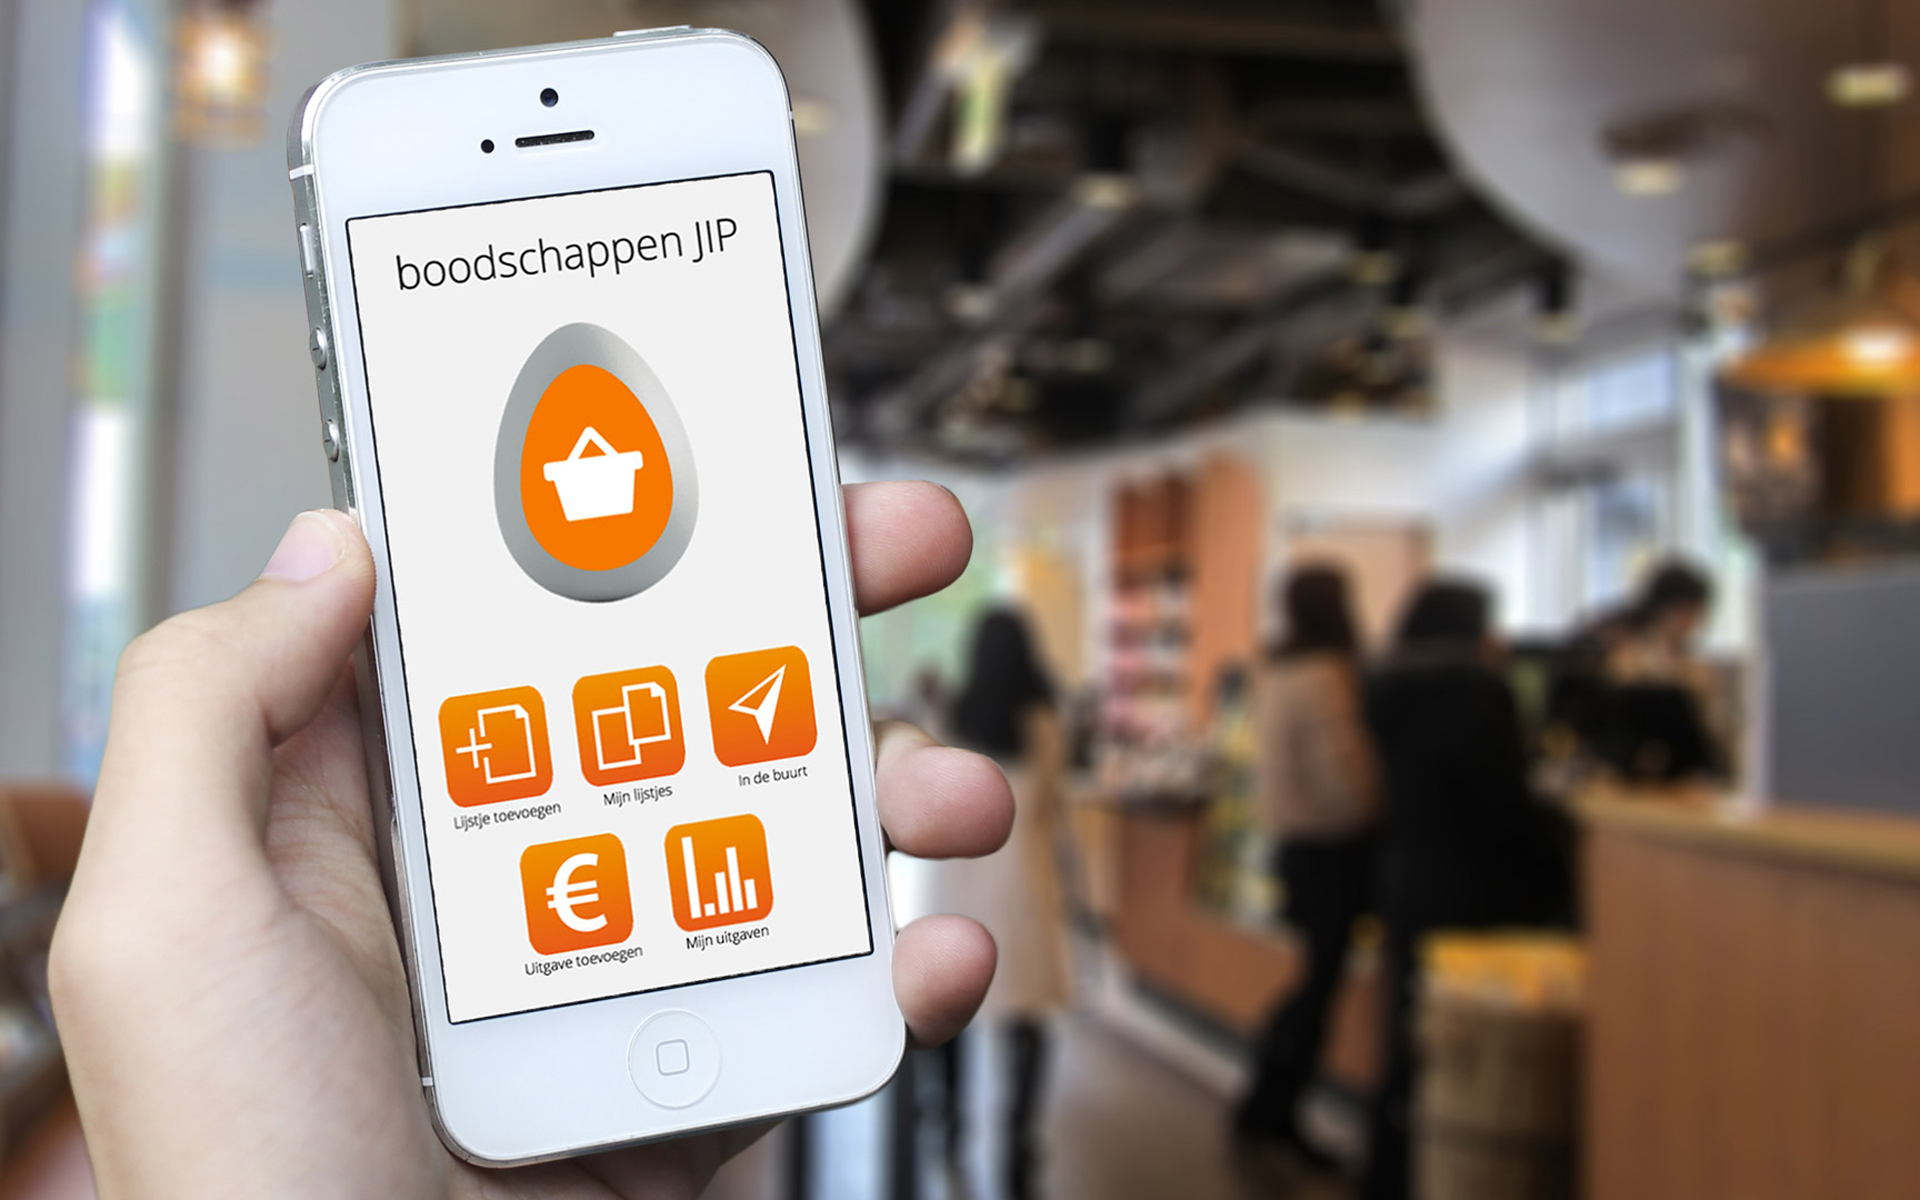 boodschappen JIP
Lijstje toevoegen
Mijn lijstjes
In de buurt
€
Uitgave toevoegen
Mijn uitgaven